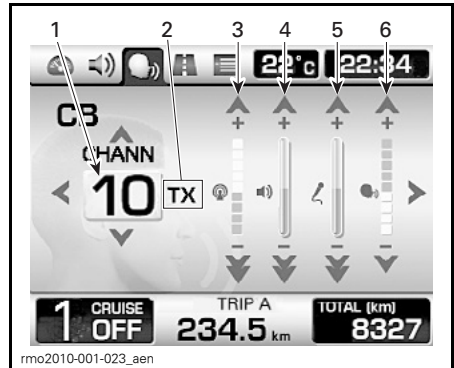 1 2 3 4 5 6
22°c 22:34
CB
+ + + +
CHANN
10 TX
- - - -
1 CRUISE OFF
TRIP A
234.5 km
TOTAL (km)
8327
rmo2010-001-023_aen